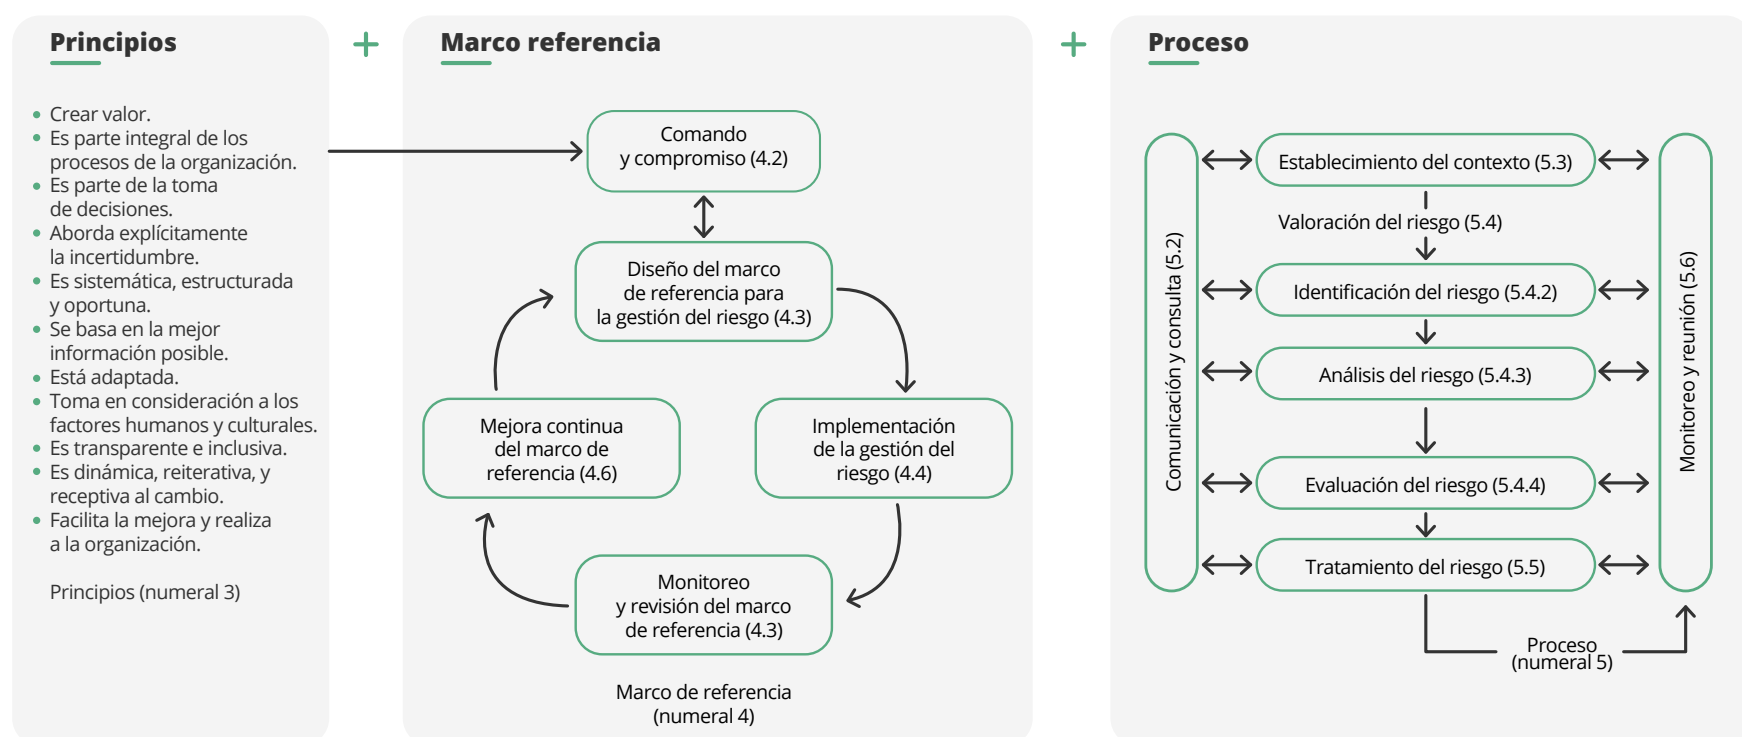 Principios
Crear valor.
Es parte integral de los
procesos de la organización.
Es parte de la toma
de decisiones.
Aborda explícitamente
la incertidumbre.
Es sistemática, estructurada
y oportuna.
Se basa en la mejor
información posible.
Está adaptada.
Toma en consideración a los
factores humanos y culturales.
Es transparente e inclusiva.
Es dinámica, reiterativa, y
receptiva al cambio.
Facilita la mejora y realiza
a la organización.
Principios (numeral 3)
+
Marco referencia
Comando
y compromiso (4.2)
Diseño del marco
de referencia para
la gestión del riesgo (4.3)
Mejora continua
del marco de
referencia (4.6)
Implementación
de la gestión del
riesgo (4.4)
Monitoreo
y revisión del marco
de referencia (4.3)
Marco de referencia
(numeral 4)
+
Proceso
Comunicación y consulta (5.2)
Establecimiento del contexto (5.3)
Valoración del riesgo (5.4)
Identificación del riesgo (5.4.2)
Análisis del riesgo (5.4.3)
Evaluación del riesgo (5.4.4)
Tratamiento del riesgo (5.5)
Monitoreo y reunión (5.6)
Proceso
(numeral 5)